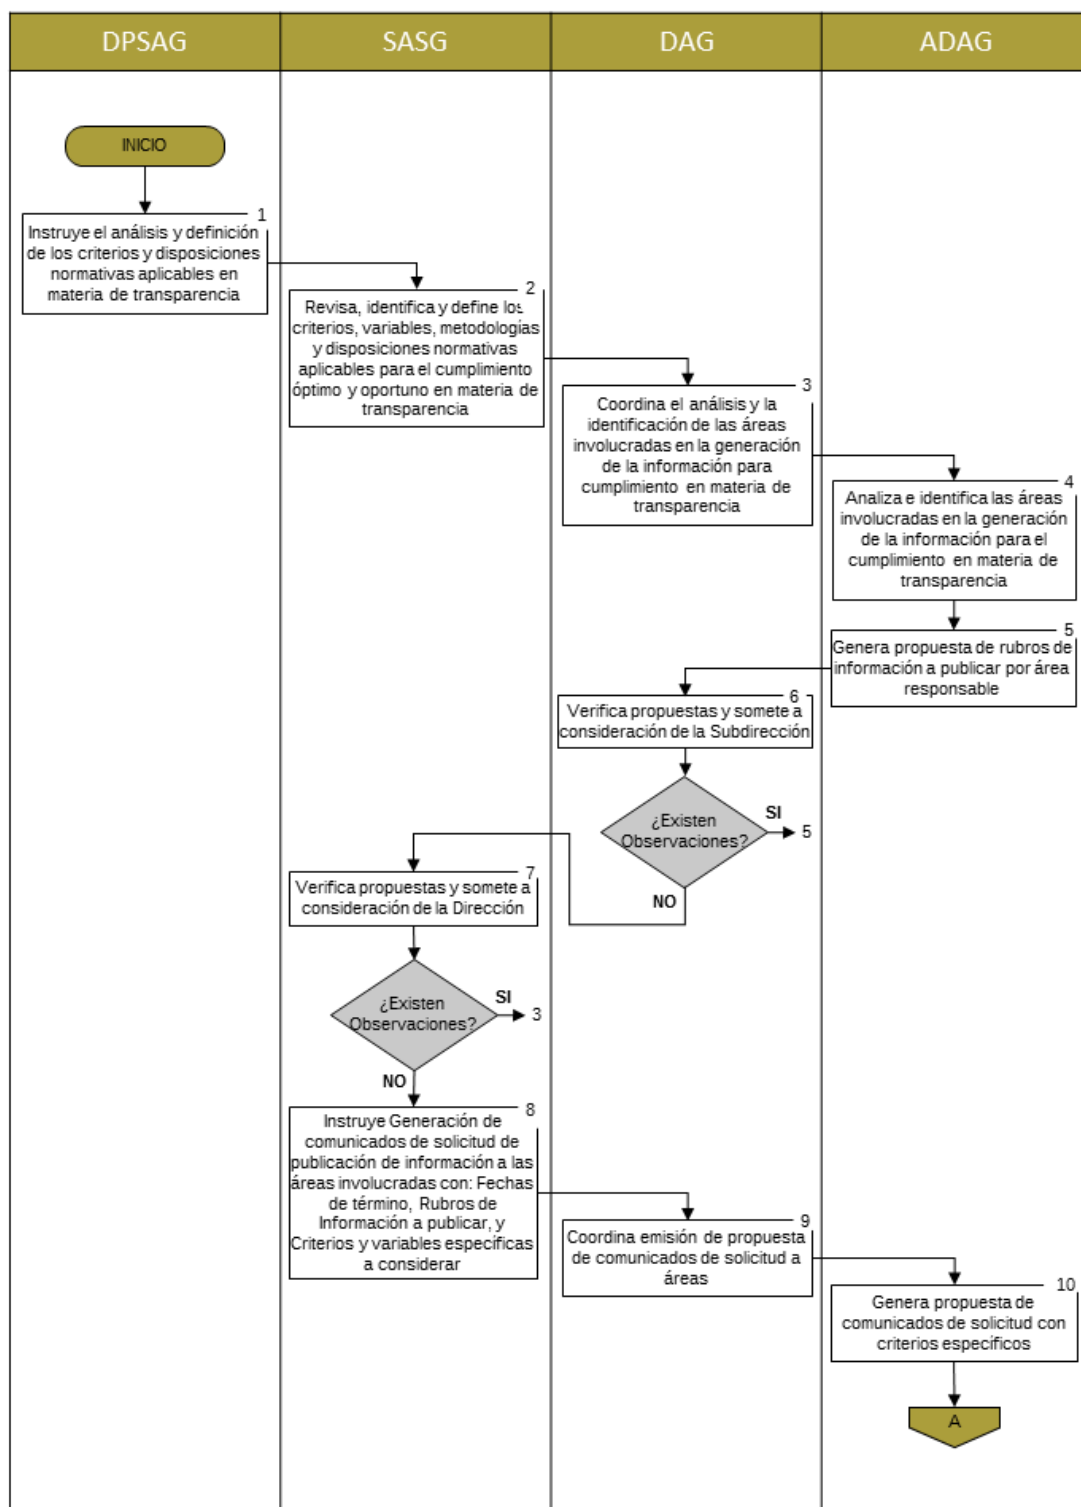 DPSAG
SASG
DAG
ADAG
INICIO
1
Instruye el análisis y definición
de los criterios y disposiciones
normativas aplicables en
materia de transparencia
2
Revisa, identifica y define los
criterios, variables, metodologías
y disposiciones normativas
aplicables para el cumplimiento
óptimo y oportuno en materia de
transparencia
3
Coordina el análisis y la
identificación de las áreas
involucradas en la generación
de la información para
cumplimiento en materia de
transparencia
4
Analiza e identifica las áreas
involucradas en la generación
de la información para el
cumplimiento en materia de
transparencia
5
Genera propuesta de rubros de
información a publicar por área
responsable
6
Verifica propuestas y somete a
consideración de la Subdirección
¿Existen
Observaciones?
SI
5
NO
7
Verifica propuestas y somete a
consideración de la Dirección
¿Existen
Observaciones?
SI
3
NO
8
Instruye Generación de
comunicados de solicitud de
publicación de información a las
áreas involucradas con: Fechas
de término, Rubros de
Información a publicar, y
Criterios y variables específicas
a considerar
9
Coordina emisión de propuesta
de comunicados de solicitud a
áreas
10
Genera propuesta de
comunicados de solicitud con
criterios específicos
A